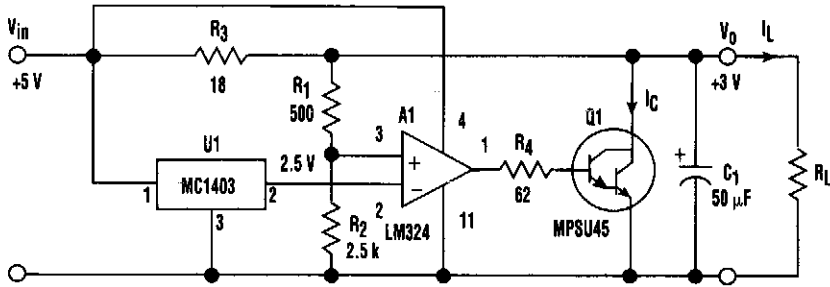 Vin
+5 V
R3
18
R1
500
A1
4
3
+
−
2
11
1
LM324
U1
MC1403
1
2
3
2.5 V
R2
2.5 k
R4
62
Q1
IC
MPSU45
+
C1
50 µF
Vo
+3 V
IL
RL